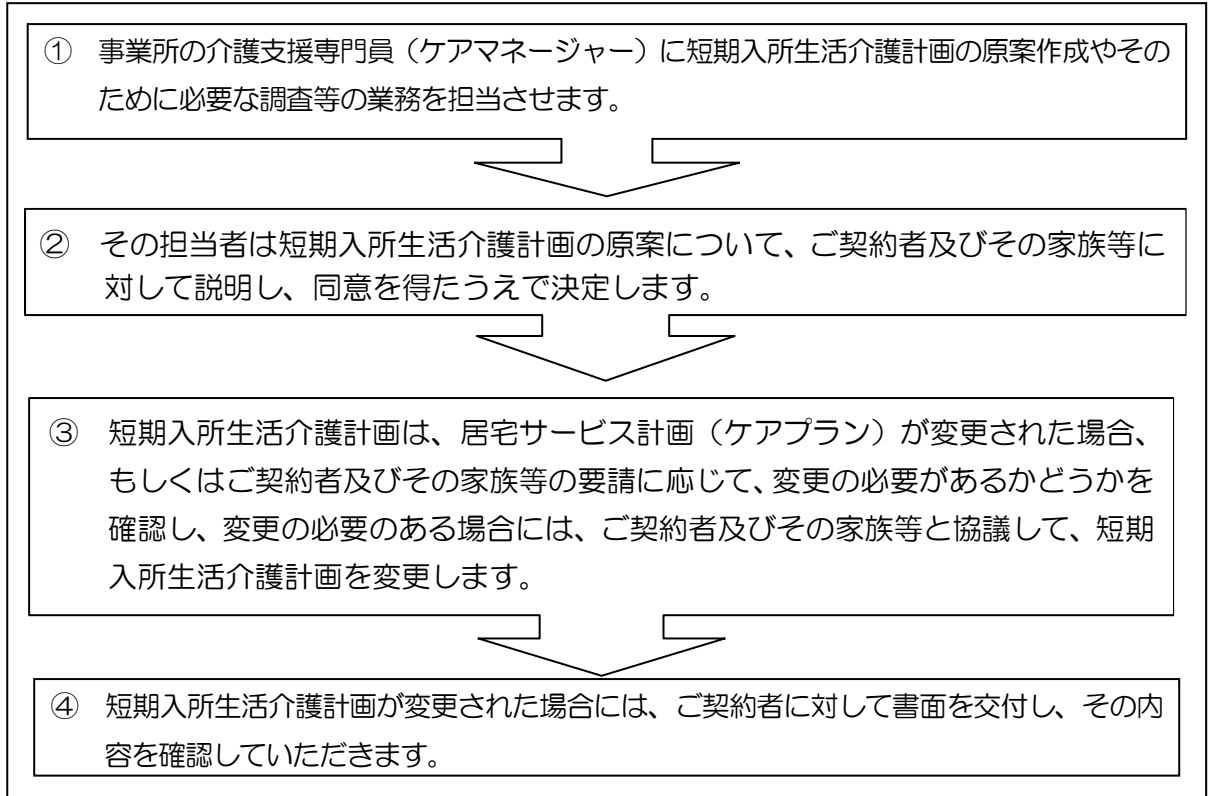 ① 事業所の介護支援専門員（ケアマネージャー）に短期入所生活介護計画の原案作成やその
ために必要な調査等の業務を担当させます。
② その担当者は短期入所生活介護計画の原案について、ご契約者及びその家族等に
対して説明し、同意を得たうえで決定します。
③ 短期入所生活介護計画は、居宅サービス計画（ケアプラン）が変更された場合、
もしくはご契約者及びその家族等の要請に応じて、変更の必要があるかどうかを
確認し、変更の必要のある場合には、ご契約者及びその家族等と協議して、短期
入所生活介護計画を変更します。
④ 短期入所生活介護計画が変更された場合には、ご契約者に対して書面を交付し、その内
容を確認していただきます。